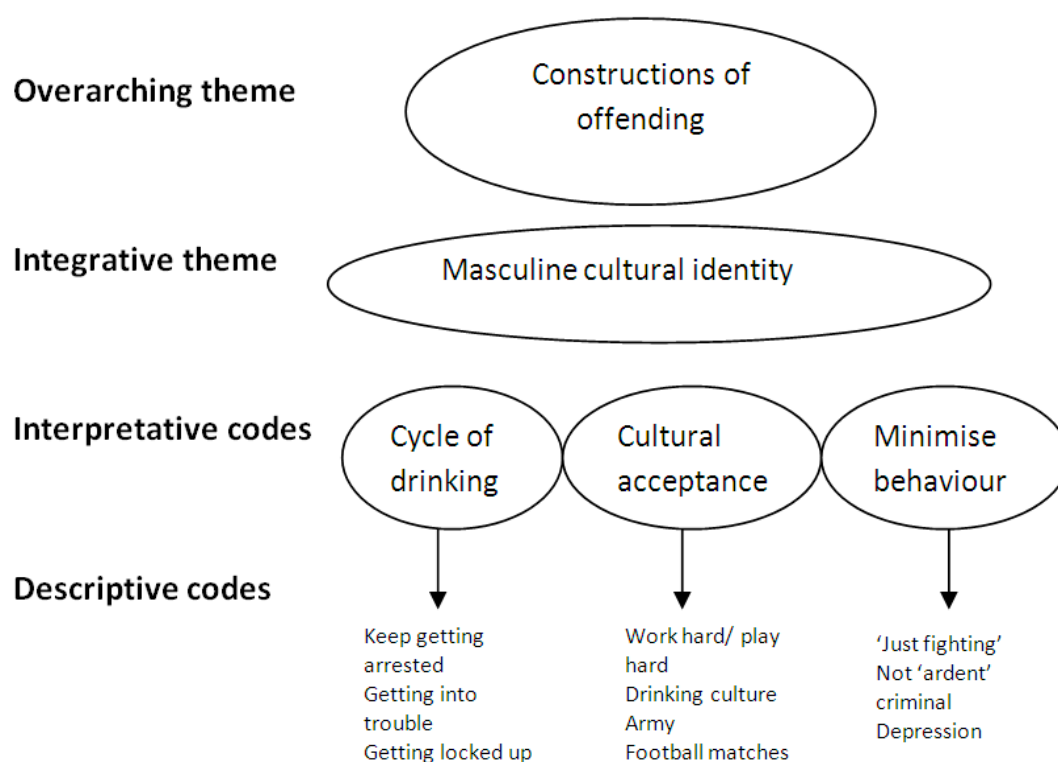 Overarching theme
Constructions of
offending
Integrative theme
Masculine cultural identity
Interpretative codes
Cycle of
drinking
Cultural
acceptance
Minimise
behaviour
Descriptive codes
Keep getting
arrested
Getting into
trouble
Getting locked up
Work hard/ play
hard
Drinking culture
Army
Football matches
‘Just fighting’
Not ‘ardent’
criminal
Depression